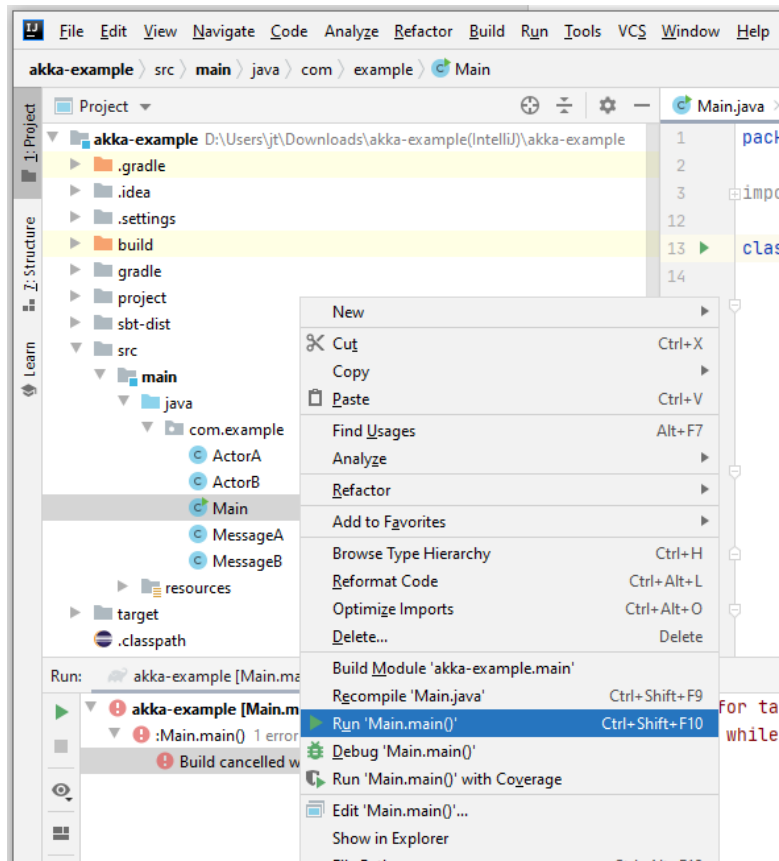 File Edit View Navigate Code Analyze Refactor Build Run Tools VCS Window Help
akka-example src main java com example Main
1: Project
7: Structure
Learn
Project
Main.java
akka-example D:\Users\jt\Downloads\akka-example(IntelliJ)\akka-example
.gradle
.idea
.settings
build
gradle
project
sbt-dist
src
main
java
com.example
ActorA
ActorB
Main
MessageA
MessageB
resources
target
.classpath
1 pack
2
3 impo
12
13 clas
14
New
Cut Ctrl+X
Copy
Paste Ctrl+V
Find Usages Alt+F7
Analyze
Refactor
Add to Favorites
Browse Type Hierarchy Ctrl+H
Reformat Code Ctrl+Alt+L
Optimize Imports Ctrl+Alt+O
Delete... Delete
Build Module 'akka-example.main'
Recompile 'Main.java' Ctrl+Shift+F9
Run 'Main.main()' Ctrl+Shift+F10
Debug 'Main.main()'
Run 'Main.main()' with Coverage
Edit 'Main.main()'...
Show in Explorer
Run: akka-example [Main.ma
akka-example [Main.m
:Main.main() 1 error
Build cancelled w
for ta
while